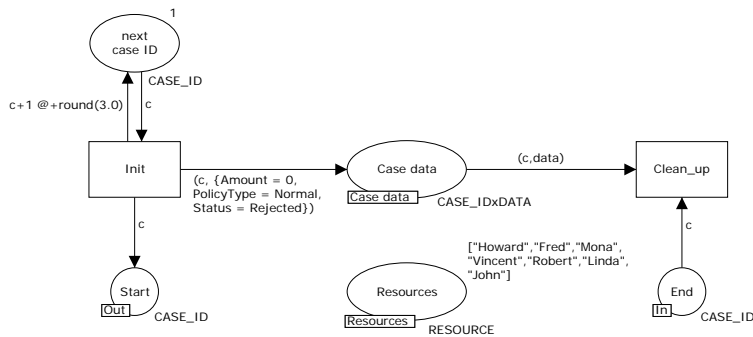 1
next
case ID
CASE_ID
c+1 @+round(3.0)
c
Init
(c, {Amount = 0,
PolicyType = Normal,
Status = Rejected})
Case data
Case data
CASE_IDxDATA
(c,data)
Clean_up
c
Start
Out
CASE_ID
["Howard","Fred","Mona",
"Vincent","Robert","Linda",
"John"]
Resources
Resources
RESOURCE
c
End
In
CASE_ID